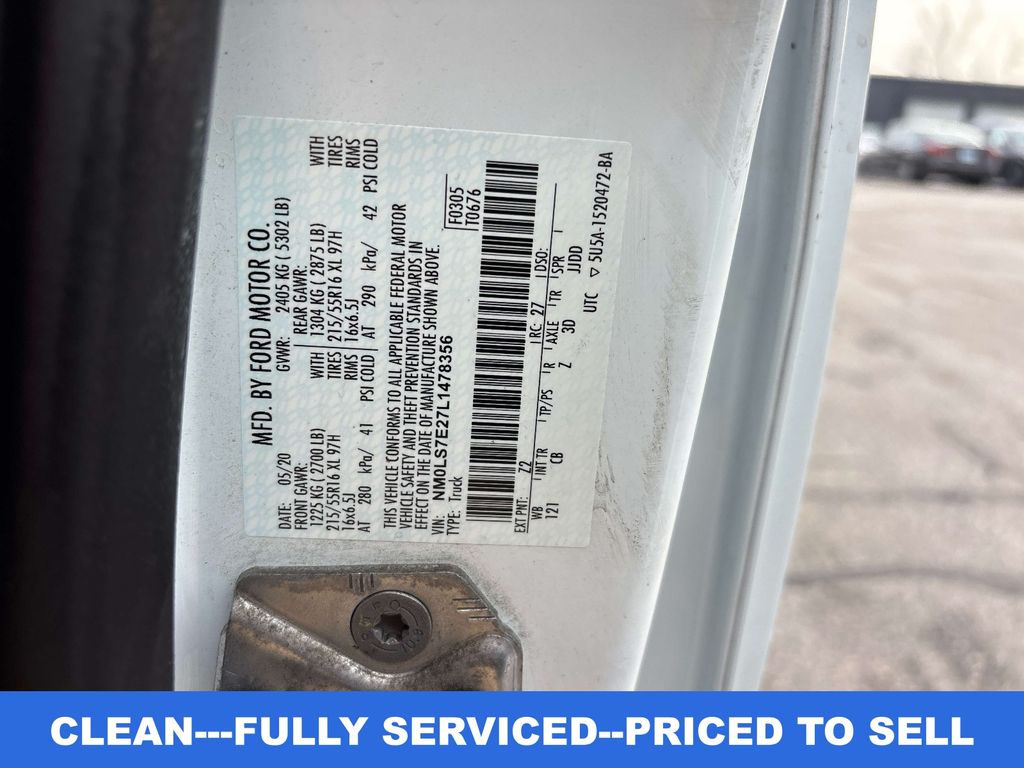 MFD. BY FORD MOTOR CO.
DATE: 05/20 GVWR: 2405 KG ( 5302 LB)
FRONT GAWR: REAR GAWR:
1225 KG ( 2700 LB) WITH 1304 KG ( 2875 LB) WITH
215/55R16 XL 97H TIRES 215/55R16 XL 97H TIRES
16x6.5J RIMS 16x6.5J RIMS
AT 280 kPa/ 41 PSI COLD AT 290 kPa/ 42 PSI COLD
THIS VEHICLE CONFORMS TO ALL APPLICABLE FEDERAL MOTOR
VEHICLE SAFETY AND THEFT PREVENTION STANDARDS IN
EFFECT ON THE DATE OF MANUFACTURE SHOWN ABOVE.
VIN: NM0LS7E27L1478356
TYPE: Truck
F0305
T0676
EXT PNT: Z2 RC: 27 DSO:
WB INT TR TP/PS R AXLE TR SPR
121 CB Z 3D JJDD
UTC ▽ 5U5A-1520472-BA
CLEAN---FULLY SERVICED--PRICED TO SELL